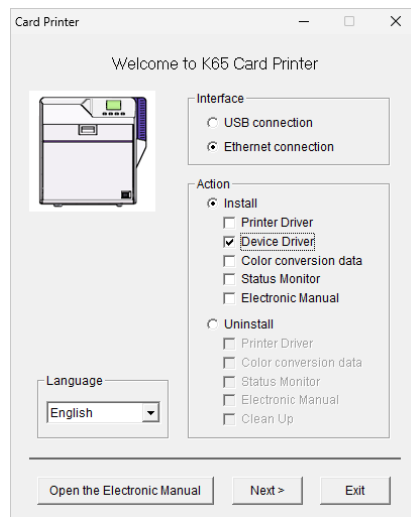 Card Printer
Welcome to K65 Card Printer
Interface
USB connection
Ethernet connection
Action
Install
Printer Driver
Device Driver
Color conversion data
Status Monitor
Electronic Manual
Uninstall
Printer Driver
Color conversion data
Status Monitor
Electronic Manual
Clean Up
Language
English
Open the Electronic Manual
Next >
Exit